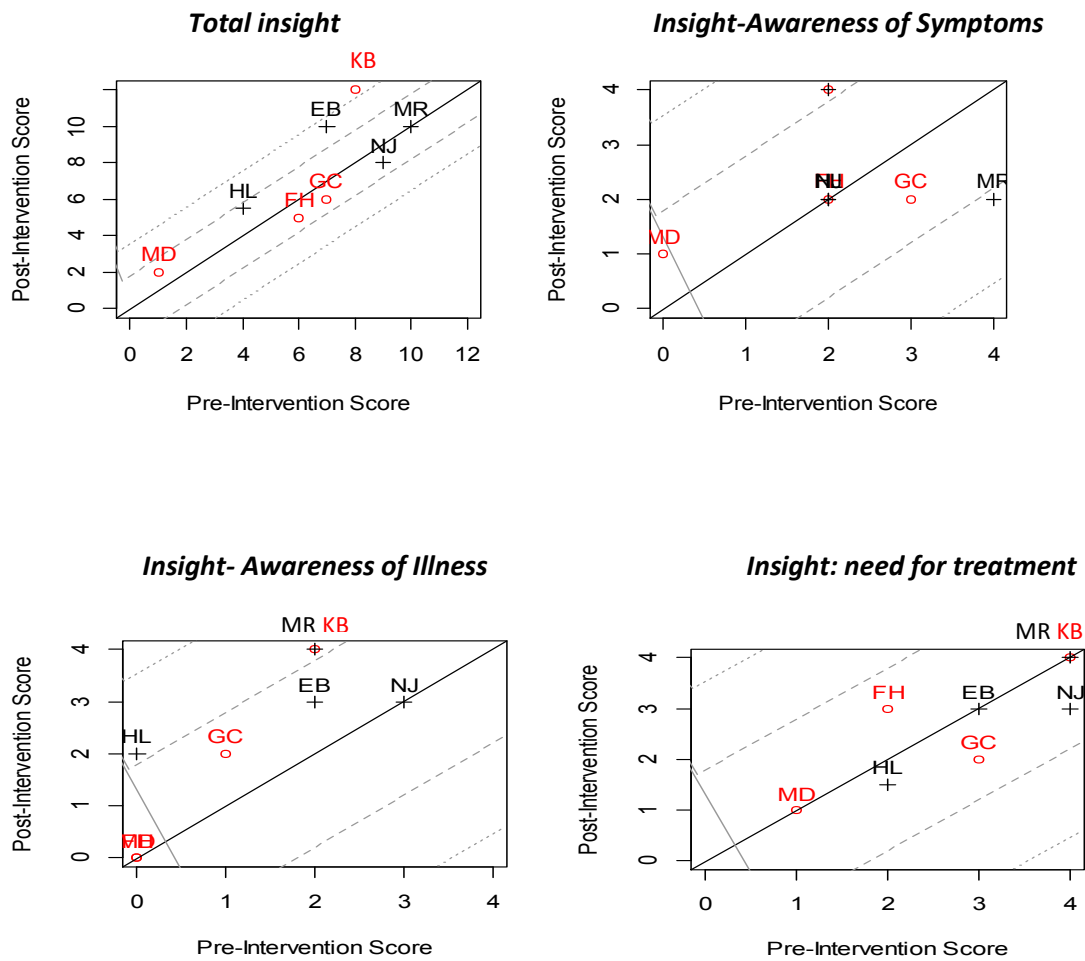 Total insight
KB
EB
MR
NJ
HL
GC
FH
MD
Post-Intervention Score
0 2 4 6 8 10
0 2 4 6 8 10 12
Pre-Intervention Score
Insight-Awareness of Symptoms
GC
MR
MD
Post-Intervention Score
0 1 2 3 4
0 1 2 3 4
Pre-Intervention Score
Insight- Awareness of Illness
MR KB
EB
NJ
HL
GC
Post-Intervention Score
0 1 2 3 4
0 1 2 3 4
Pre-Intervention Score
Insight: need for treatment
MR KB
FH
EB
NJ
GC
HL
MD
Post-Intervention Score
0 1 2 3 4
0 1 2 3 4
Pre-Intervention Score